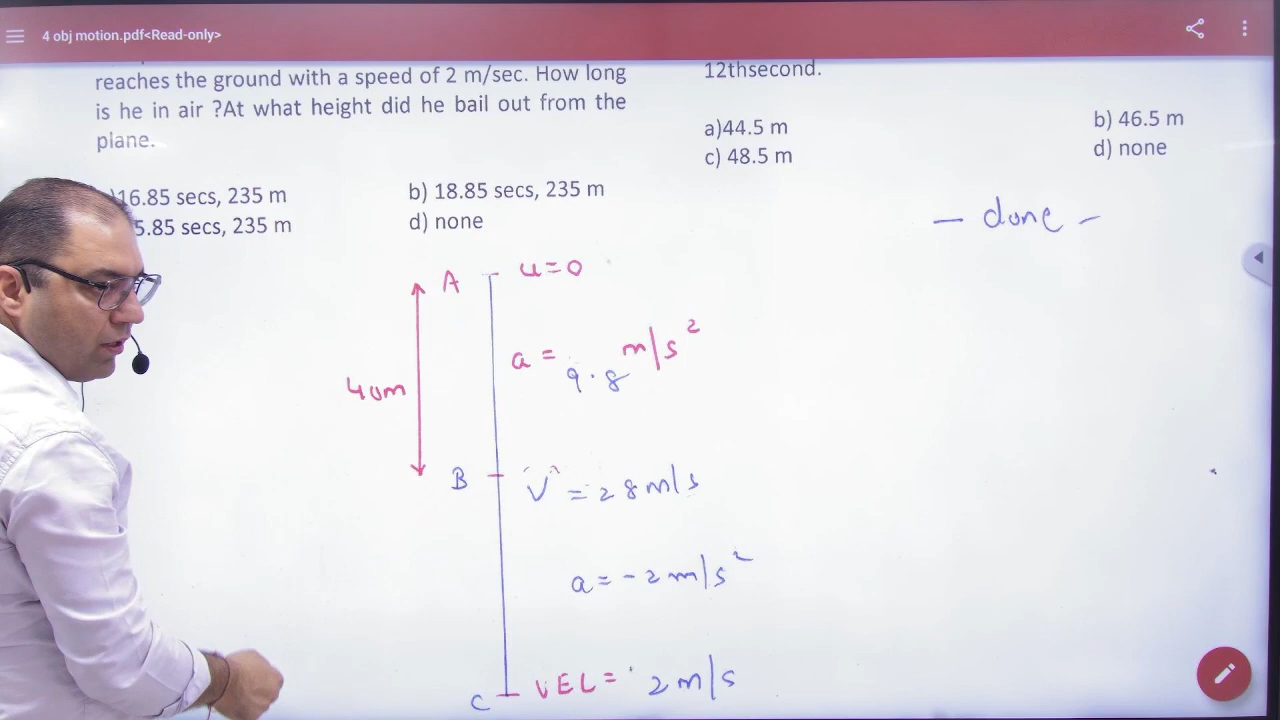 4 obj motion.pdf<Read-only>
reaches the ground with a speed of 2 m/sec. How long
is he in air ?At what height did he bail out from the
plane.
)16.85 secs, 235 m
b) 18.85 secs, 235 m
5.85 secs, 235 m
d) none
12thsecond.
a)44.5 m
b) 46.5 m
c) 48.5 m
d) none
- done -
A u=0
a = 9.8 m/s²
40m
B V = 28m/s
a = -2m/s²
C VEL = 2m/s